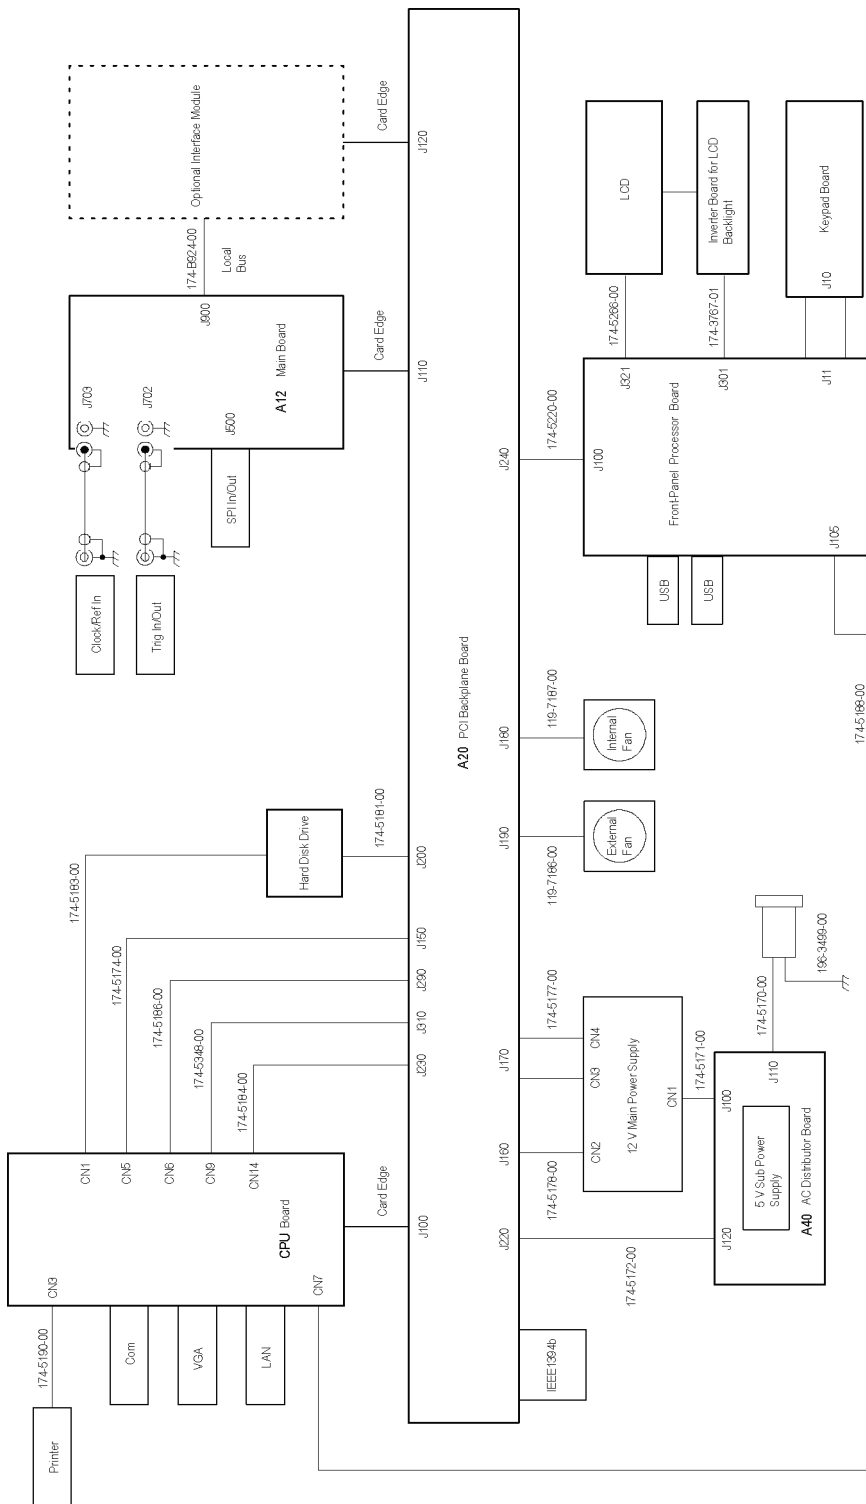 Printer
174-5190-00
CN3
Com
VGA
LAN
CN7
CPU Board
CN1
CN5
CN6
CN9
CN14
174-5183-00
174-5174-00
174-5186-00
174-5348-00
174-5184-00
Card Edge
Hard Disk Drive
174-5181-00
Clock/Ref In
Trig In/Out
SPI In/Out
J703
J702
J500
A12 Main Board
J900
174-B924-00
Local
Bus
Card Edge
Optional Interface Module
Card Edge
J100
J230
J310
J290
J150
J200
J110
J120
A20 PCI Backplane Board
J220
J160
J170
J190
J180
J240
IEEE1394b
174-5172-00
174-5178-00
174-5177-00
119-7186-00
119-7187-00
174-5220-00
CN2
CN3
CN4
12 V Main Power Supply
CN1
174-5171-00
External
Fan
Internal
Fan
J120
J100
J110
5 V Sub Power
Supply
A40 AC Distributor Board
174-5170-00
196-3499-00
USB
USB
J100
Front-Panel Processor Board
J105
J321
J301
J11
174-5188-00
174-5266-00
174-3767-01
LCD
Inverter Board for LCD
Backlight
J10
Keypad Board